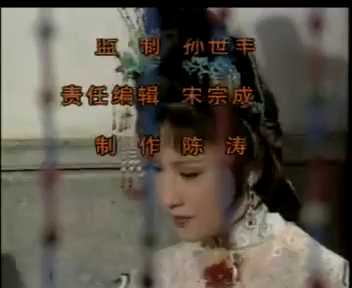 监 制 孙世丰
责任编辑 宋宗成
制 作 陈 涛